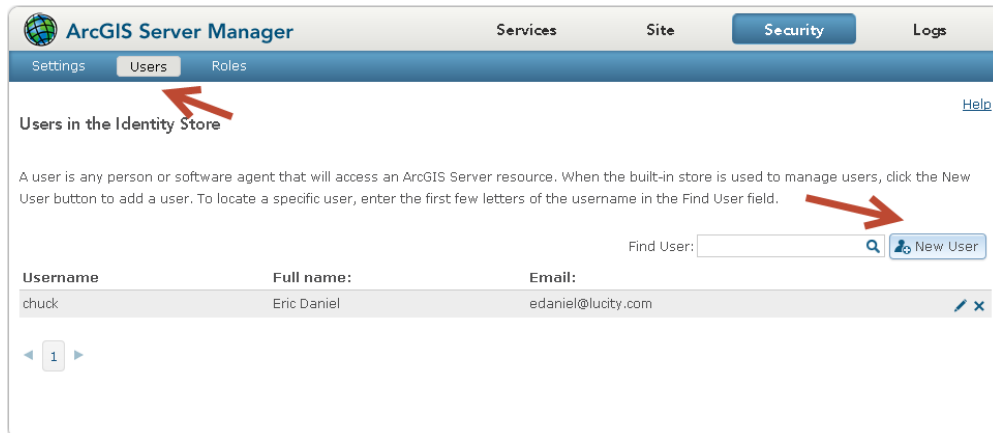 ArcGIS Server Manager Services Site Security Logs
Settings Users Roles
Help
Users in the Identity Store
A user is any person or software agent that will access an ArcGIS Server resource. When the built-in store is used to manage users, click the New
User button to add a user. To locate a specific user, enter the first few letters of the username in the Find User field.
Find User: New User
Username Full name: Email:
chuck Eric Daniel edaniel@lucity.com
1